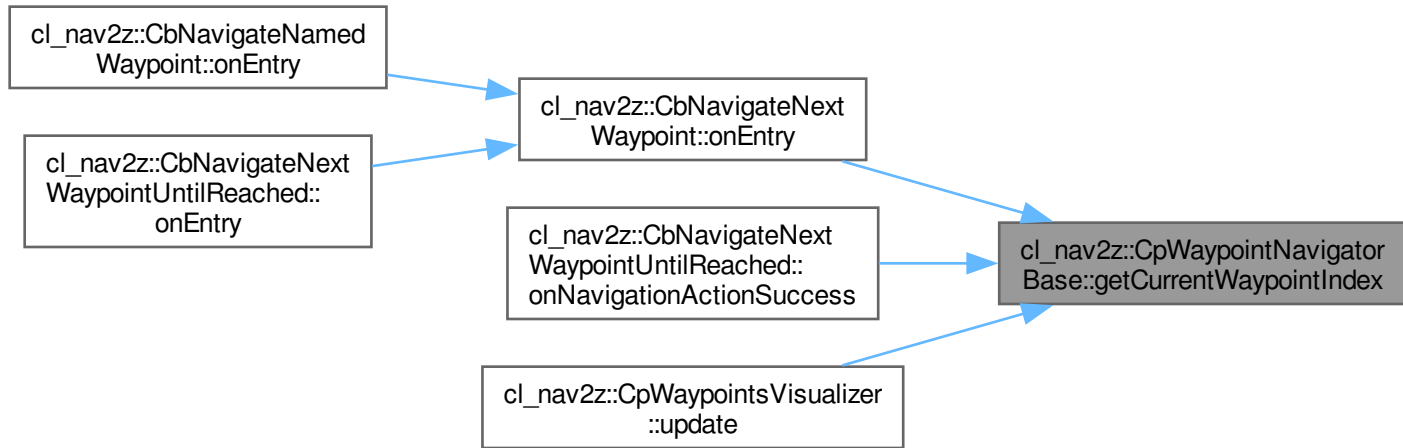 cl_nav2z::CbNavigateNamed
Waypoint::onEntry
cl_nav2z::CbNavigateNext
WaypointUntilReached::
onEntry
cl_nav2z::CbNavigateNext
Waypoint::onEntry
cl_nav2z::CbNavigateNext
WaypointUntilReached::
onNavigationActionSuccess
cl_nav2z::CpWaypointsVisualizer
::update
cl_nav2z::CpWaypointNavigator
Base::getCurrentWaypointIndex